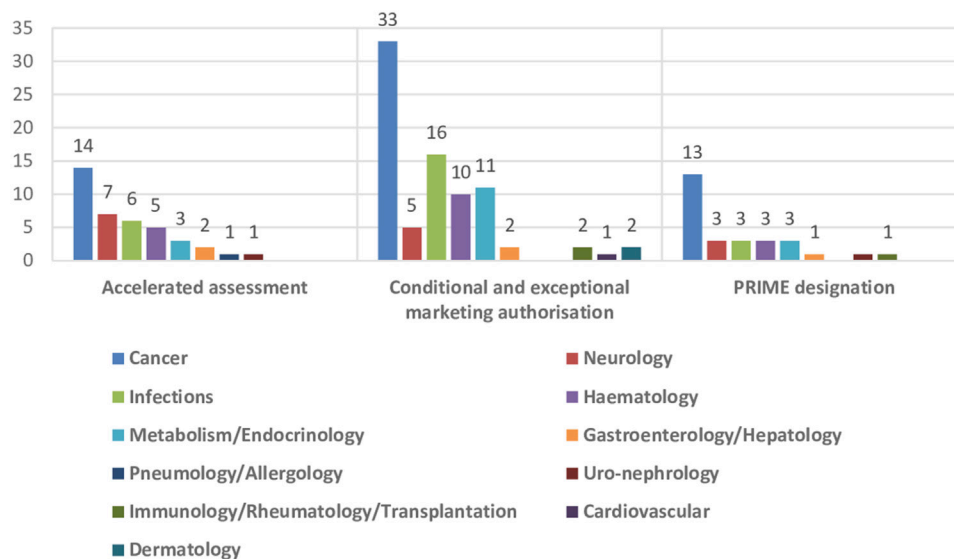 35
30
25
20
15
10
5
0
14
7
6
5
3
2
1
1
33
5
16
10
11
2
2
1
2
13
3
3
3
3
1
1
Accelerated assessment
Conditional and exceptional
marketing authorisation
PRIME designation
Cancer
Neurology
Infections
Haematology
Metabolism/Endocrinology
Gastroenterology/Hepatology
Pneumology/Allergology
Uro-nephrology
Immunology/Rheumatology/Transplantation
Cardiovascular
Dermatology